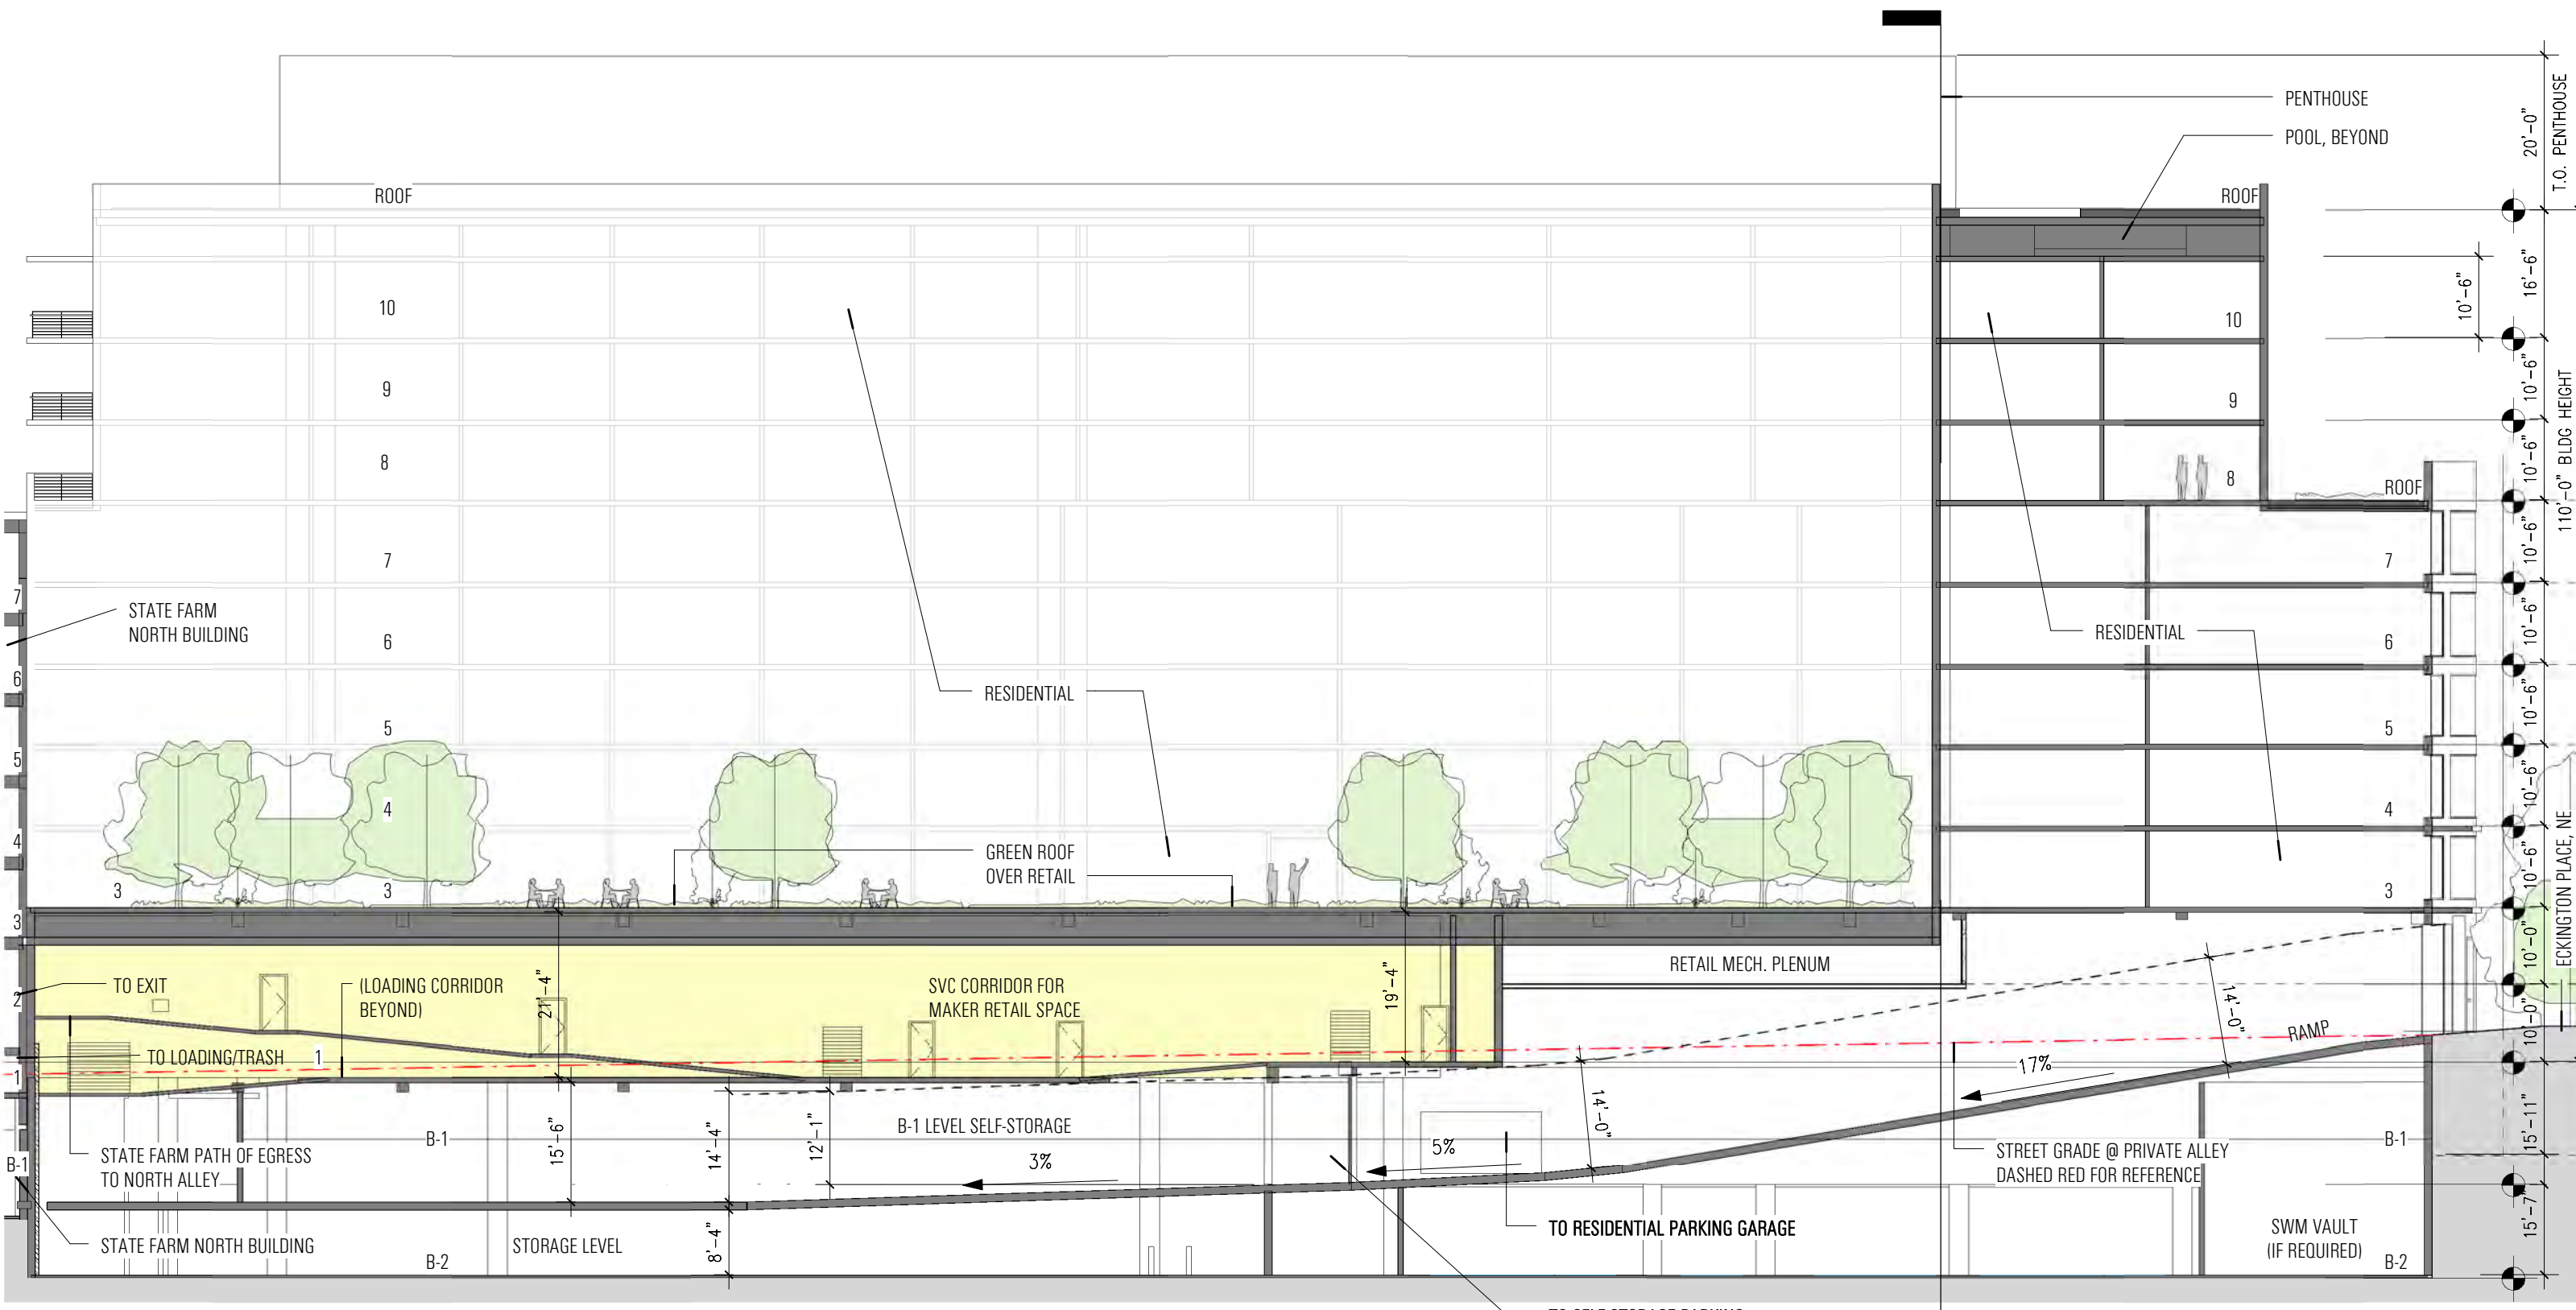 PENTHOUSE
POOL, BEYOND
20'-0"
T.O. PENTHOUSE
ROOF
ROOF
16'-6"
10'-6"
10
10
10'-6"
9
9
10'-6"
110'-0" BLDG HEIGHT
8
8
ROOF
10'-6"
7
7
7
STATE FARM
NORTH BUILDING
10'-6"
6
6
6
RESIDENTIAL
RESIDENTIAL
10'-6"
5
5
5
10'-6"
4
4
4
GREEN ROOF
OVER RETAIL
10'-6"
3
3
3
3
ECKINGTON PLACE, NE
10'-0"
TO EXIT
(LOADING CORRIDOR
BEYOND)
21'-4"
SVC CORRIDOR FOR
MAKER RETAIL SPACE
19'-4"
RETAIL MECH. PLENUM
14'-0"
2
10'-0"
RAMP
TO LOADING/TRASH
1
1
17%
14'-0"
15'-6"
14'-4"
12'-1"
B-1 LEVEL SELF-STORAGE
B-1
B-1
B-1
15'-11"
5%
3%
STATE FARM PATH OF EGRESS
TO NORTH ALLEY
STREET GRADE @ PRIVATE ALLEY
DASHED RED FOR REFERENCE
TO RESIDENTIAL PARKING GARAGE
SWM VAULT
(IF REQUIRED)
15'-7"
STATE FARM NORTH BUILDING
STORAGE LEVEL
8'-4"
B-2
B-2